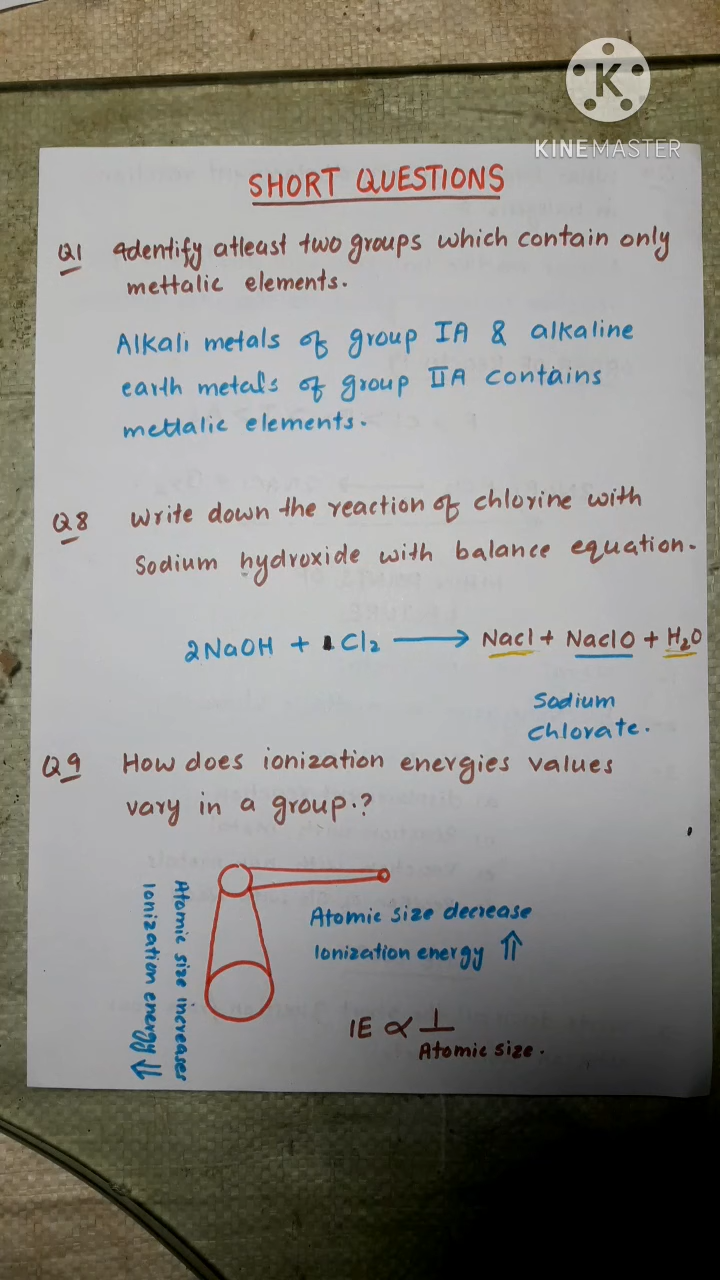 K
KINEMASTER
SHORT QUESTIONS
Q1 Identify atleast two groups which contain only
mettalic elements.
Alkali metals of group IA & alkaline
earth metals of group IIA contains
mettalic elements.
Q8 Write down the reaction of chlorine with
Sodium hydroxide with balance equation.
2NaOH + Cl₂ → Nacl + NaclO + H₂O
Sodium
chlorate.
Q9 How does ionization energies values
vary in a group.?
Atomic size increases
Ionization energy ⇓
Atomic size decrease
Ionization energy ⇑
IE ∝ 1
Atomic size.